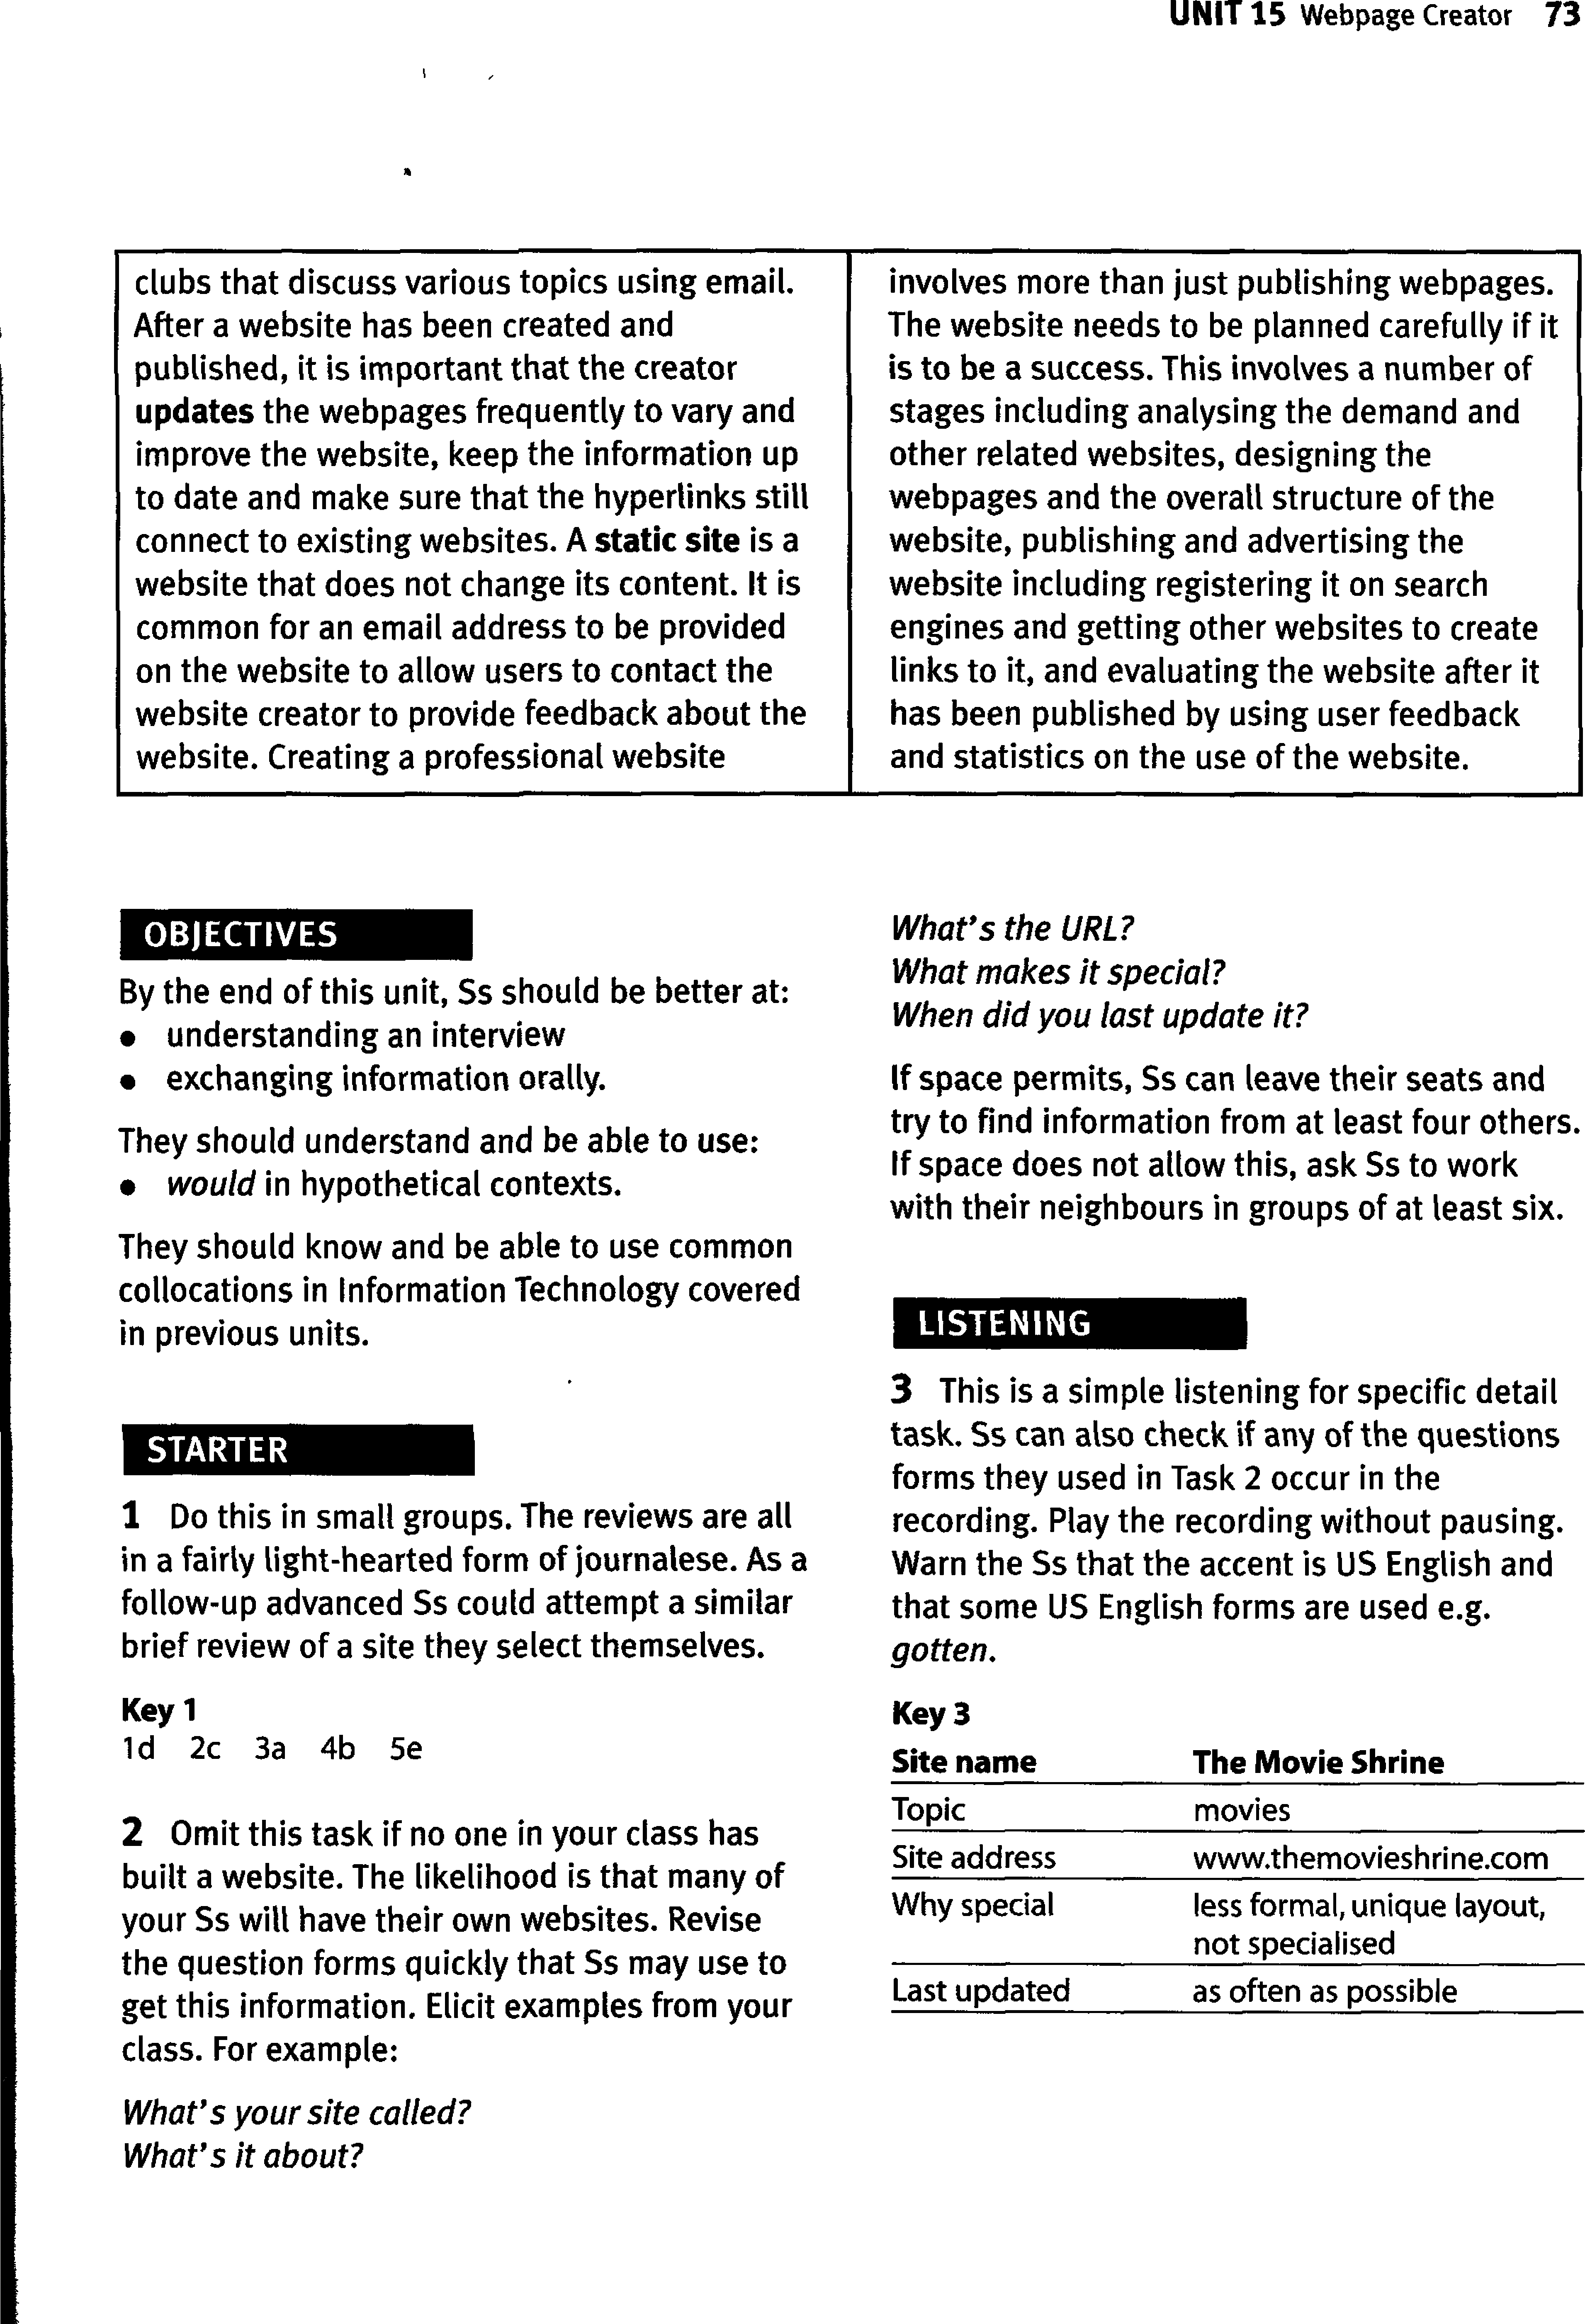 UNIT 15 Webpage Creator 73
clubs that discuss various topics using email.
After a website has been created and
published, it is important that the creator
updates the webpages frequently to vary and
improve the website, keep the information up
to date and make sure that the hyperlinks still
connect to existing websites. A static site is a
website that does not change its content. It is
common for an email address to be provided
on the website to allow users to contact the
website creator to provide feedback about the
website. Creating a professional website
involves more than just publishing webpages.
The website needs to be planned carefully if it
is to be a success. This involves a number of
stages including analysing the demand and
other related websites, designing the
webpages and the overall structure of the
website, publishing and advertising the
website including registering it on search
engines and getting other websites to create
links to it, and evaluating the website after it
has been published by using user feedback
and statistics on the use of the website.
OBJECTIVES
By the end of this unit, Ss should be better at:
• understanding an interview
• exchanging information orally.
They should understand and be able to use:
• would in hypothetical contexts.
They should know and be able to use common
collocations in Information Technology covered
in previous units.
STARTER
1 Do this in small groups. The reviews are all
in a fairly light-hearted form of journalese. As a
follow-up advanced Ss could attempt a similar
brief review of a site they select themselves.
Key 1
1d 2c 3a 4b 5e
2 Omit this task if no one in your class has
built a website. The likelihood is that many of
your Ss will have their own websites. Revise
the question forms quickly that Ss may use to
get this information. Elicit examples from your
class. For example:
What's your site called?
What's it about?
What's the URL?
What makes it special?
When did you last update it?
If space permits, Ss can leave their seats and
try to find information from at least four others.
If space does not allow this, ask Ss to work
with their neighbours in groups of at least six.
LISTENING
3 This is a simple listening for specific detail
task. Ss can also check if any of the questions
forms they used in Task 2 occur in the
recording. Play the recording without pausing.
Warn the Ss that the accent is US English and
that some US English forms are used e.g.
gotten.
Key 3
Site name The Movie Shrine
Topic movies
Site address www.themovieshrine.com
Why special less formal, unique layout,
not specialised
Last updated as often as possible